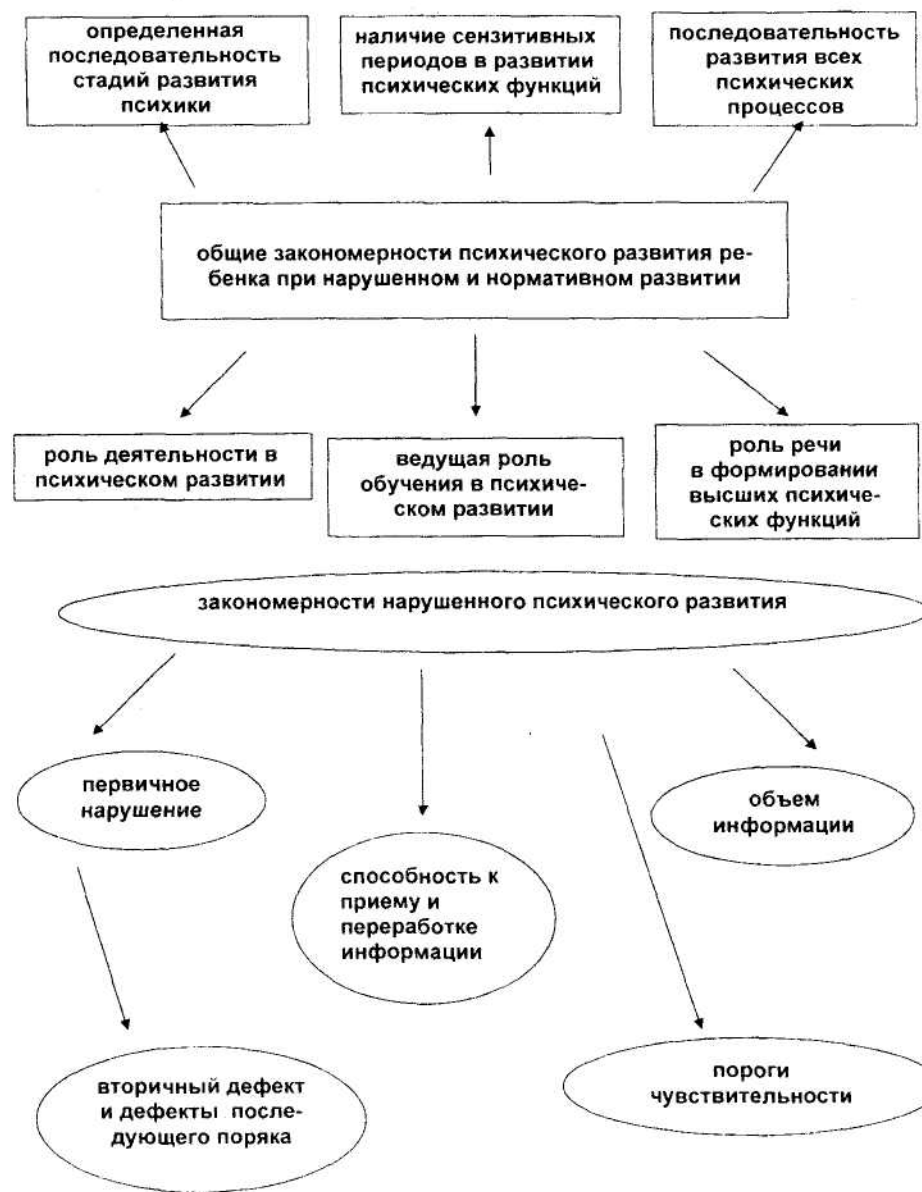 определенная
последовательность
стадий развития
психики
наличие сензитивных
периодов в развитии
психических функций
последовательность
развития всех
психических
процессов
общие закономерности психического развития ре-
бенка при нарушенном и нормативном развитии
роль деятельности в
психическом развитии
ведущая роль
обучения в психиче-
ском развитии
роль речи
в формировании
высших психиче-
ских функций
закономерности нарушенного психического развития
первичное
нарушение
объем
информации
способность к
приему и
переработке
информации
вторичный дефект
и дефекты после-
дующего поряка
пороги
чувствительности